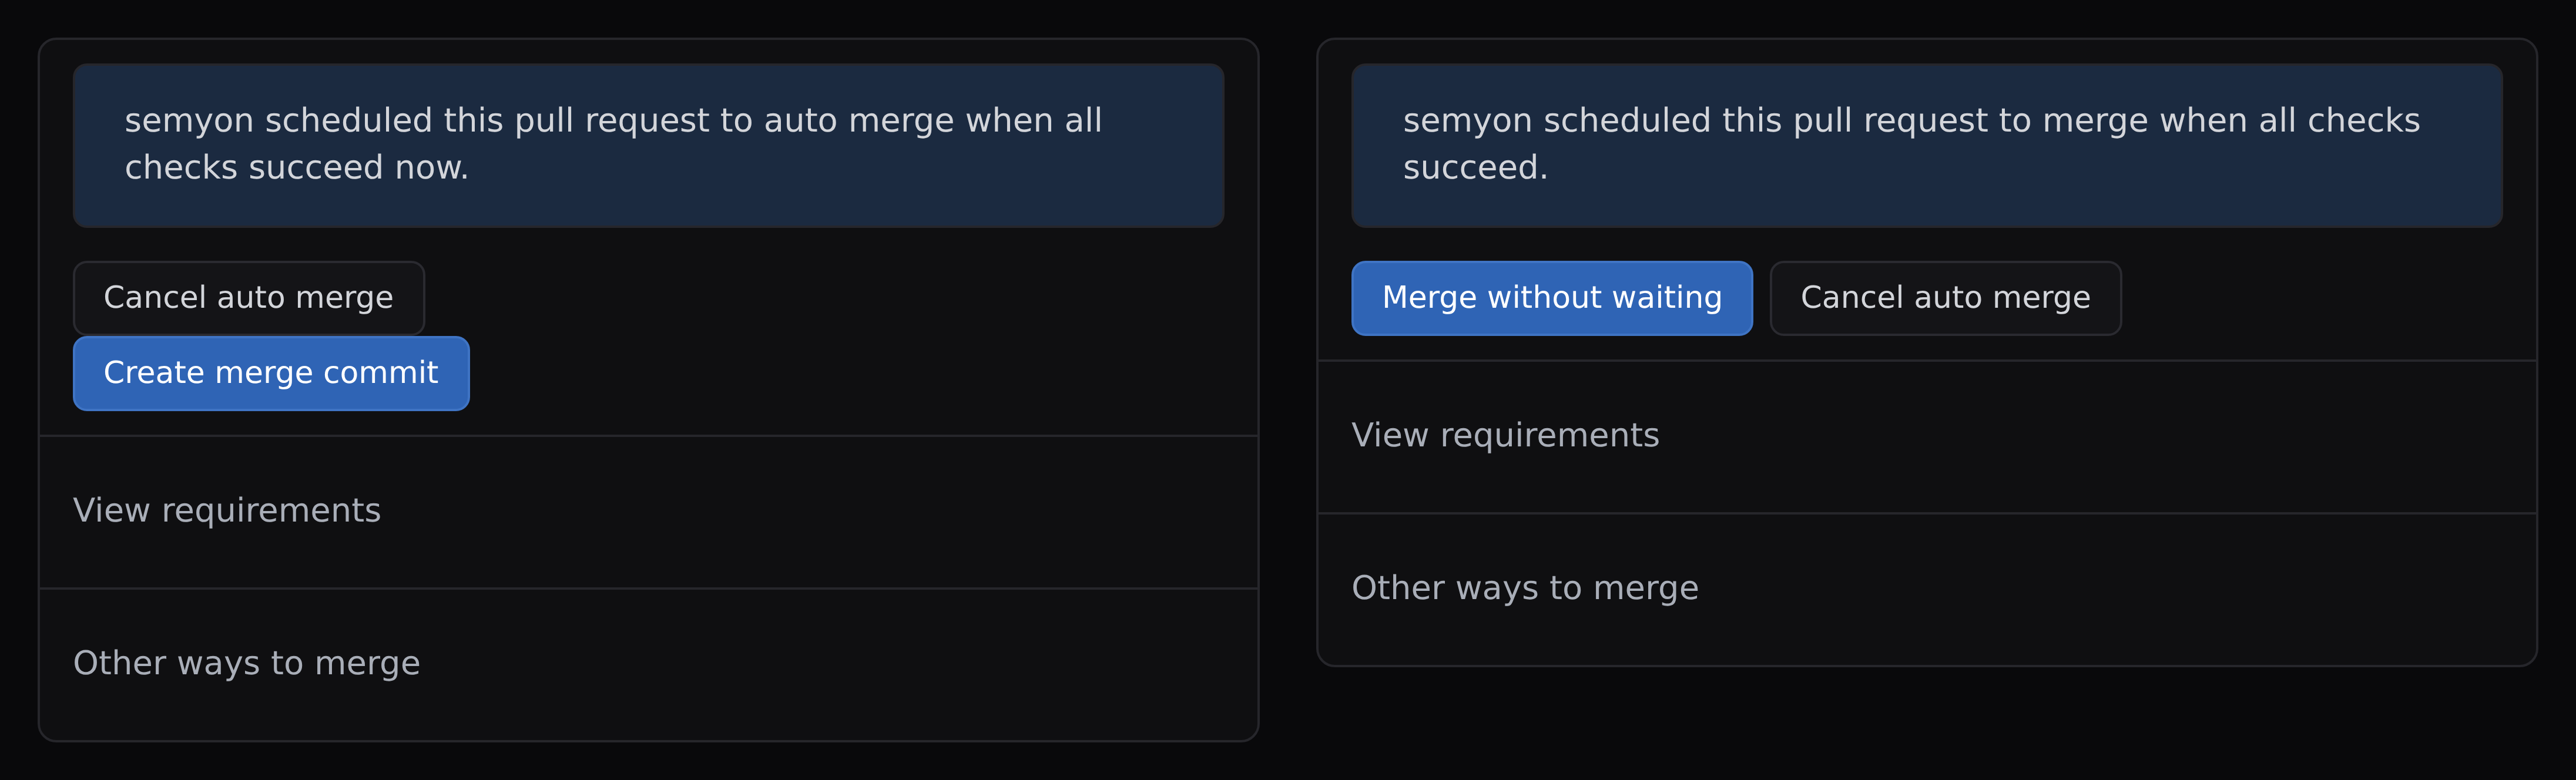 semyon scheduled this pull request to auto merge when all
checks succeed now.
Cancel auto merge
Create merge commit
View requirements
Other ways to merge
semyon scheduled this pull request to merge when all checks
succeed.
Merge without waiting
Cancel auto merge
View requirements
Other ways to merge